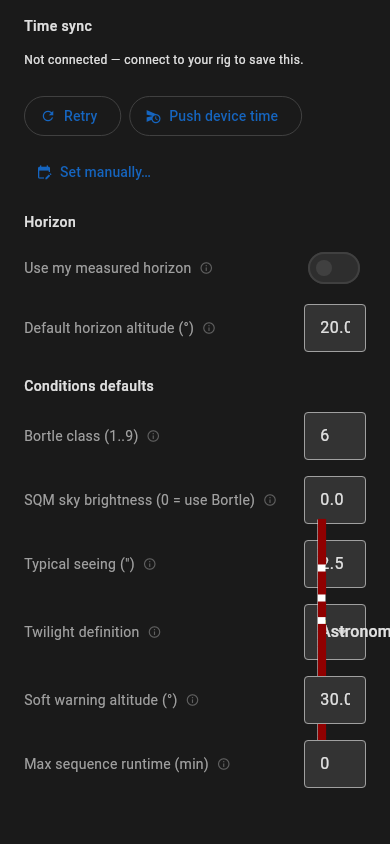 Time sync
Not connected — connect to your rig to save this.
Retry
Push device time
Set manually...
Horizon
Use my measured horizon
Default horizon altitude (°)
20.0
Conditions defaults
Bortle class (1..9)
6
SQM sky brightness (0 = use Bortle)
0.0
Typical seeing (")
2.5
Twilight definition
Astronom
Soft warning altitude (°)
30.0
Max sequence runtime (min)
0